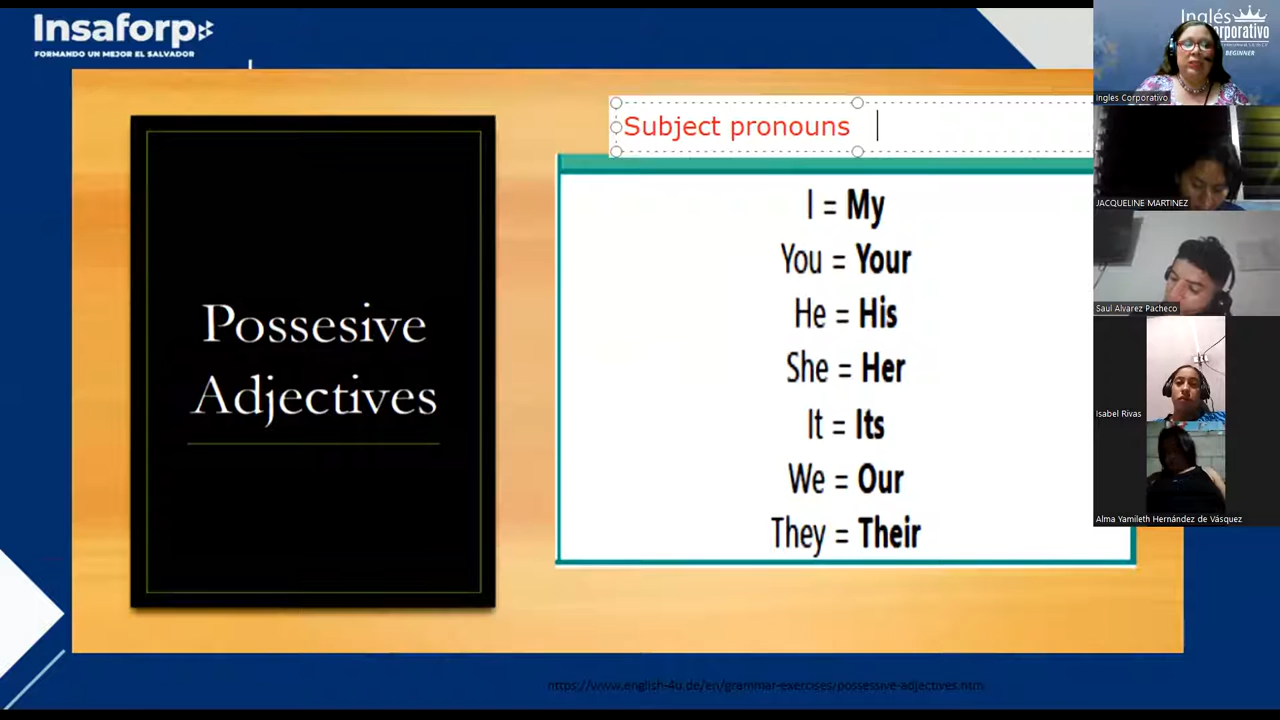 Insaforp
FORMANDO UN MEJOR EL SALVADOR
Possesive
Adjectives
Subject pronouns
I = My
You = Your
He = His
She = Her
It = Its
We = Our
They = Their
https://www.english-4u.de/en/grammar-exercises/possessive-adjectives.htm
Inglés
orporativo
BEGINNER
Inglés Corporativo
JACQUELINE MARTINEZ
Saul Alvarez Pacheco
Isabel Rivas
Alma Yamileth Hernández de Vásquez